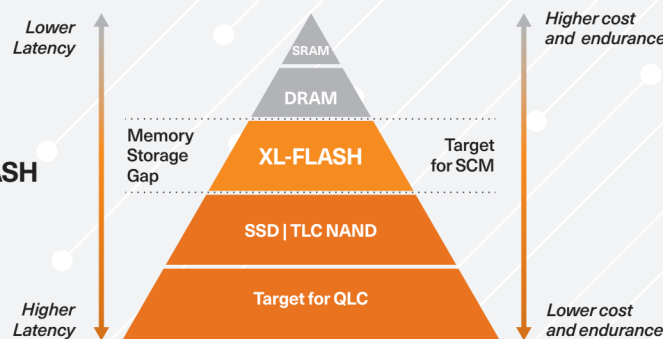 Lower
Latency
Higher cost
and endurance
SRAM
DRAM
Memory
Storage
Gap
XL-FLASH
Target
for SCM
ASH
SSD | TLC NAND
Target for QLC
Higher
Latency
Lower cost
and endurance